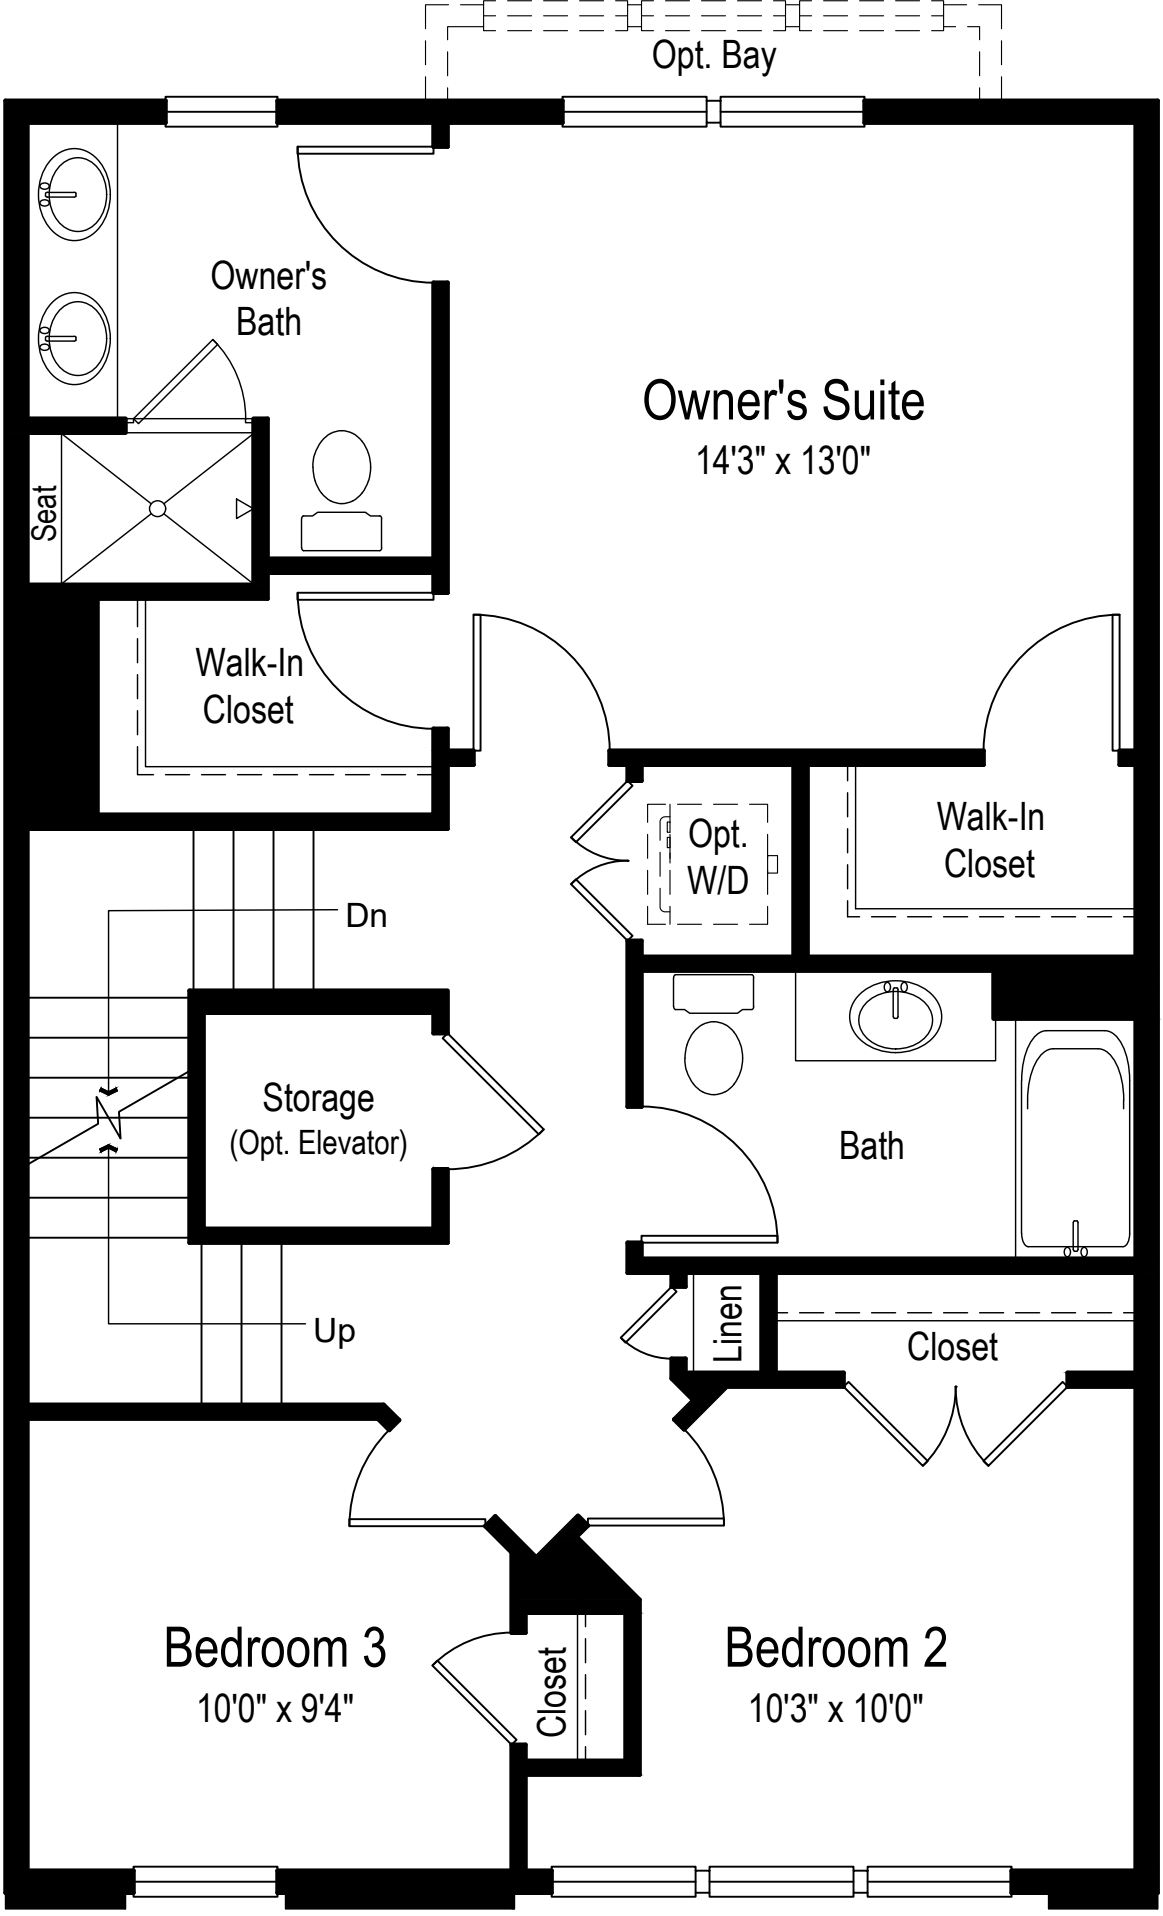 Opt. Bay
Owner's
Bath
Owner's Suite
14'3" x 13'0"
Seat
Walk-In
Closet
Opt.
W/D
Walk-In
Closet
Dn
Storage
(Opt. Elevator)
Bath
Up
Linen
Closet
Bedroom 3
10'0" x 9'4"
Closet
Bedroom 2
10'3" x 10'0"